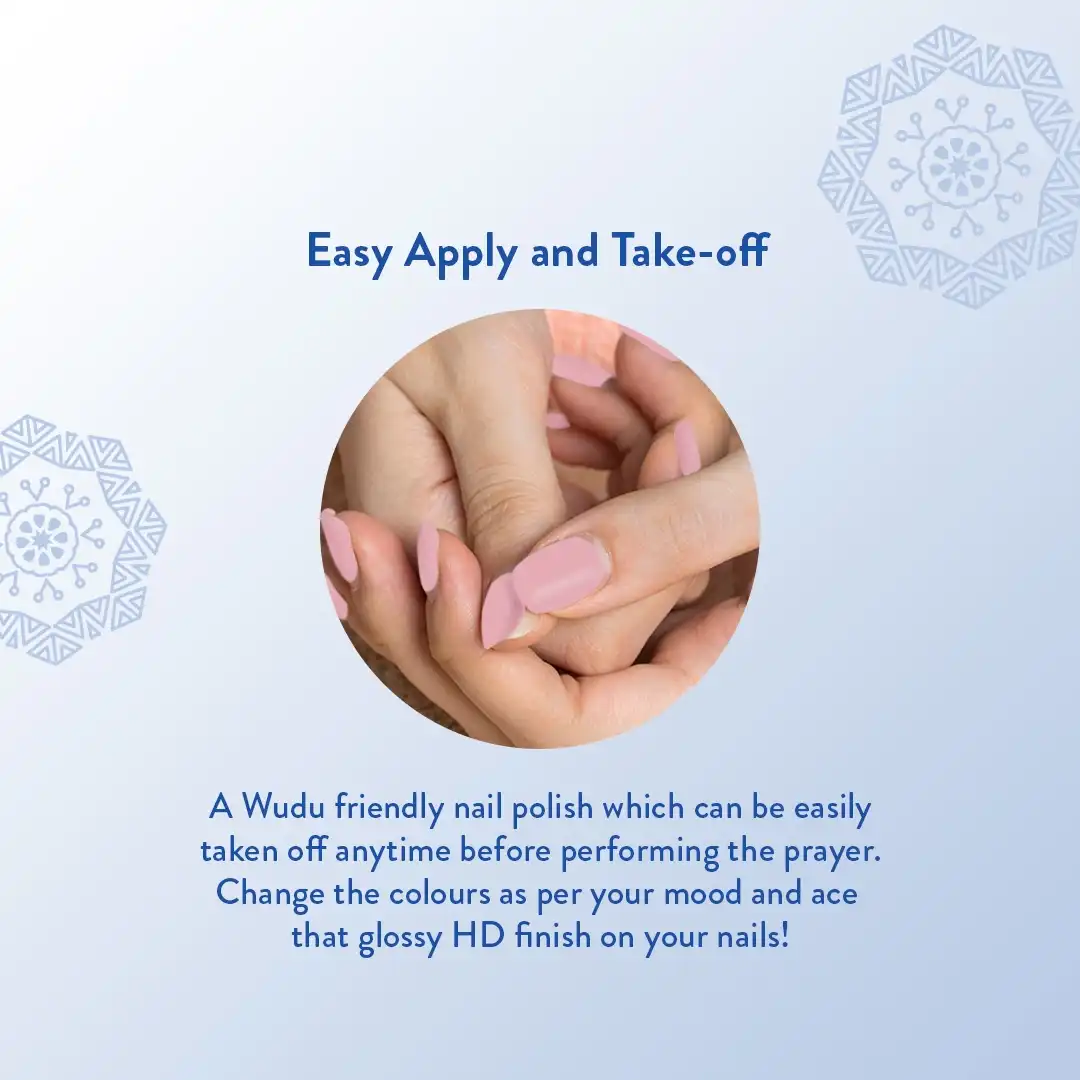 Easy Apply and Take-off
A Wudu friendly nail polish which can be easily
taken off anytime before performing the prayer.
Change the colours as per your mood and ace
that glossy HD finish on your nails!